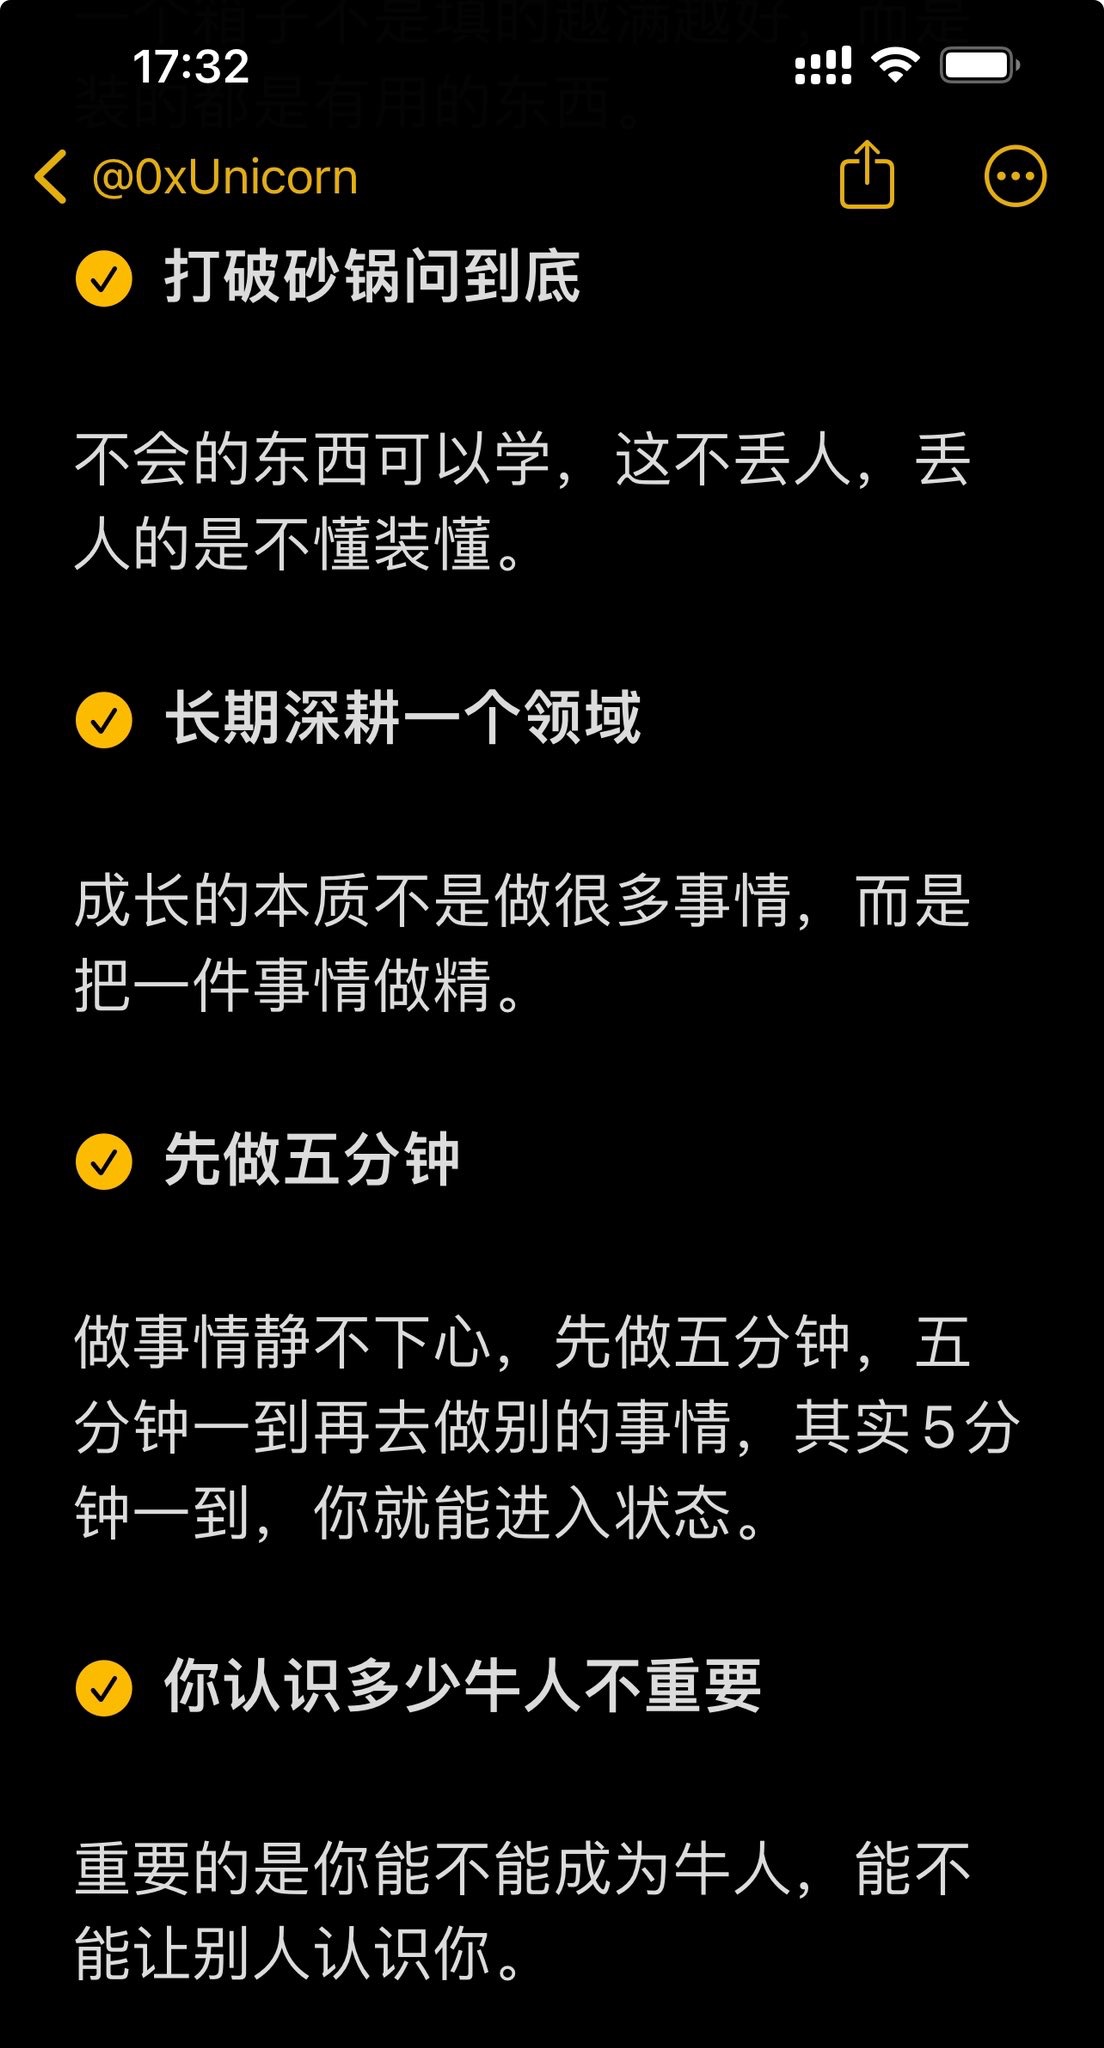 一个箱子不是填的越满越好，而是
17:32
装的都是有用的东西。
@0xUnicorn
打破砂锅问到底
不会的东西可以学，这不丢人，丢
人的是不懂装懂。
长期深耕一个领域
成长的本质不是做很多事情，而是
把一件事情做精。
先做五分钟
做事情静不下心，先做五分钟，五
分钟一到再去做别的事情，其实5分
钟一到，你就能进入状态。
你认识多少牛人不重要
重要的是你能不能成为牛人，能不
能让别人认识你。